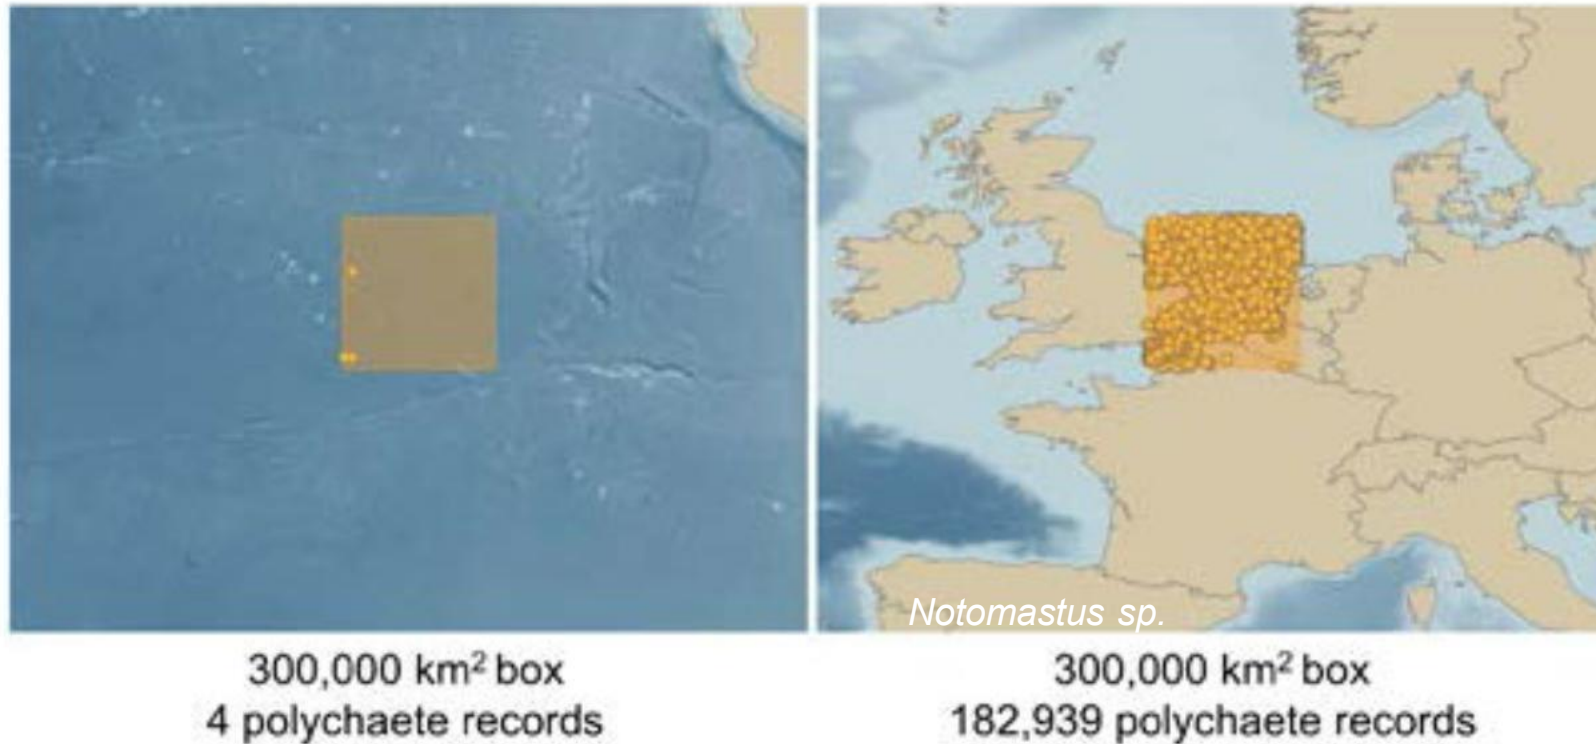 Notomastus sp.
300,000 km² box
4 polychaete records
300,000 km² box
182,939 polychaete records